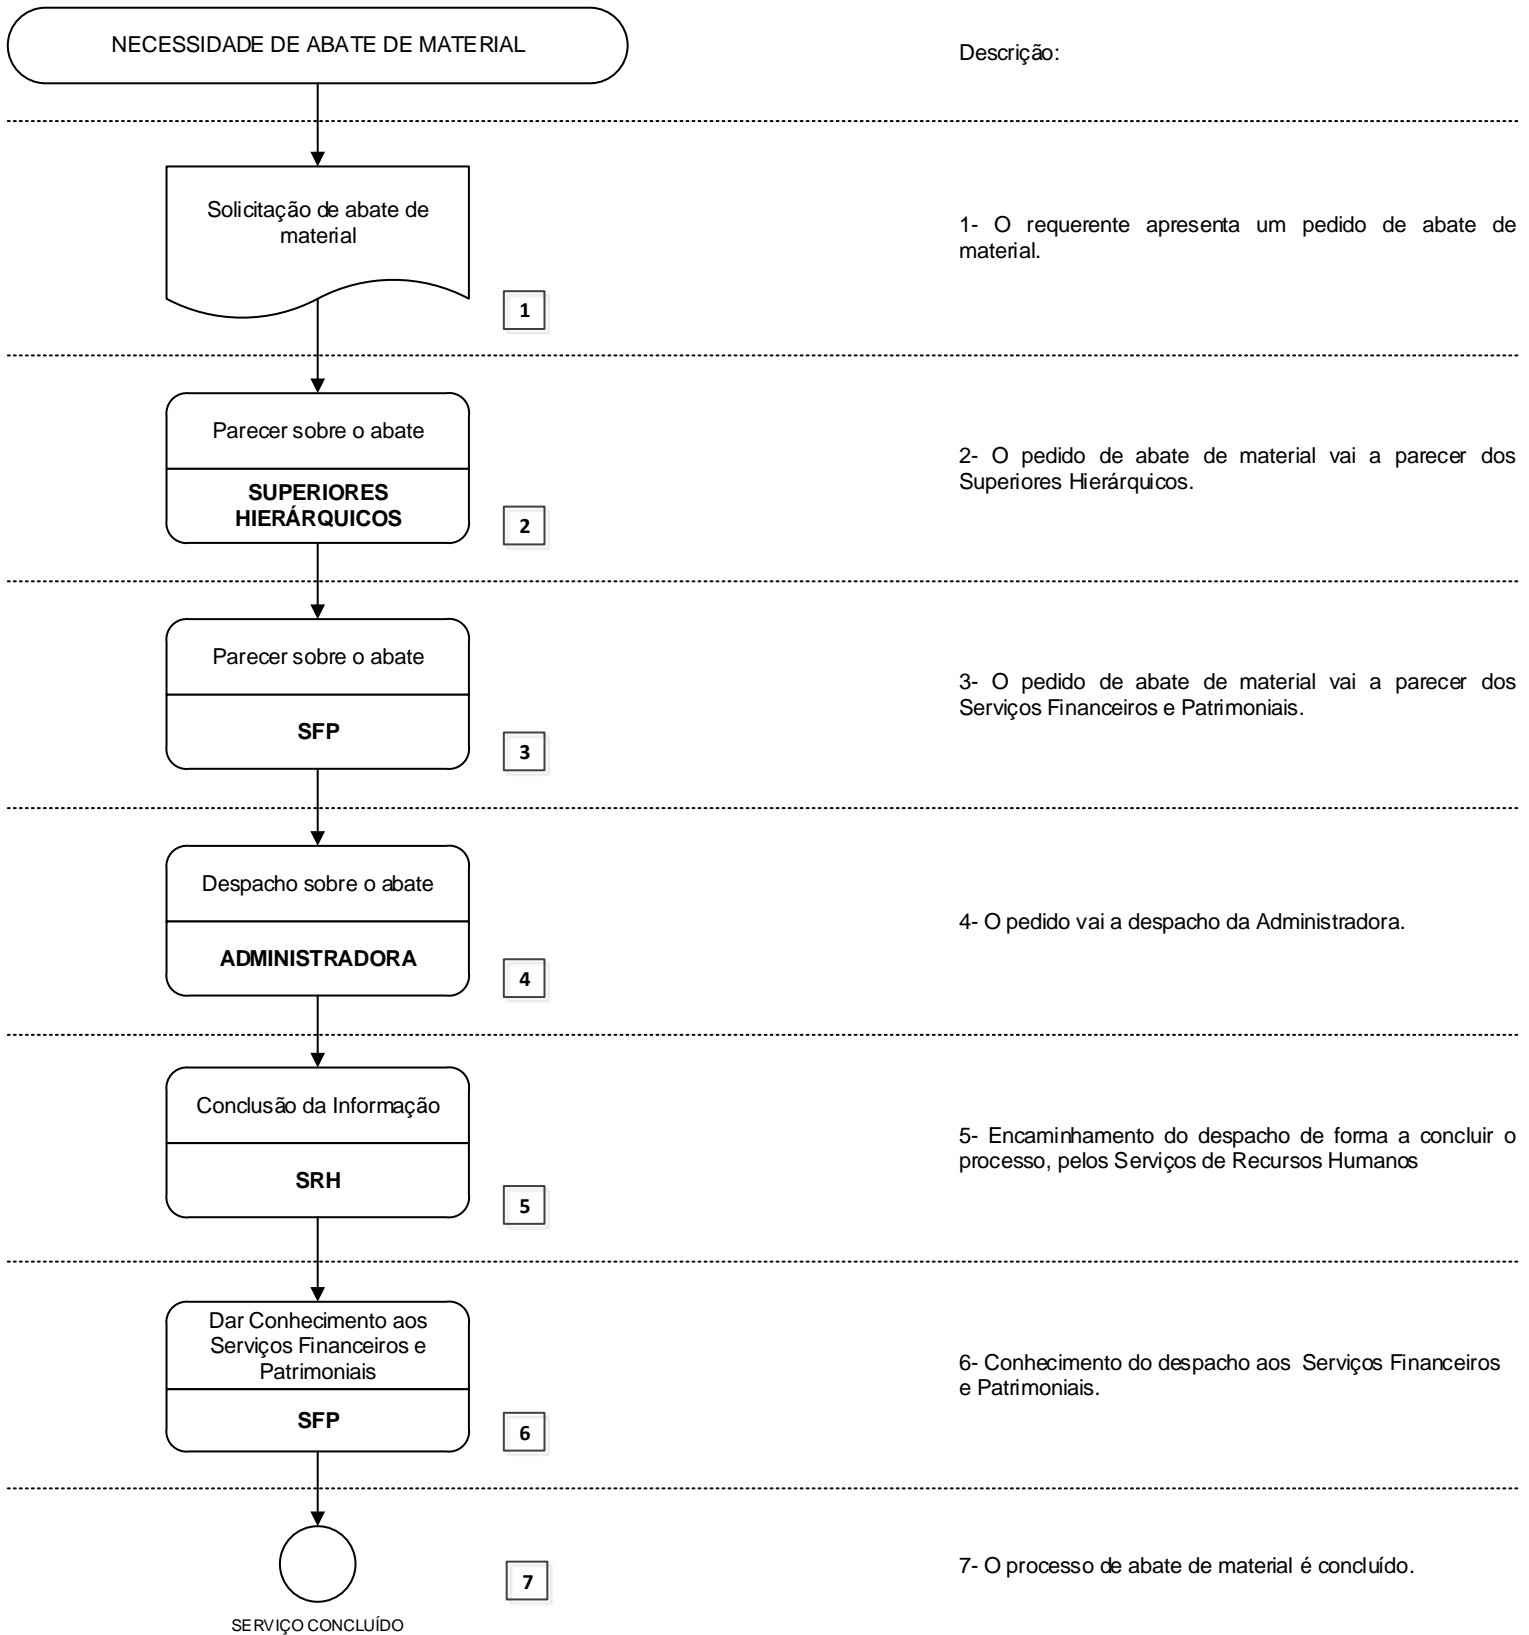 NECESSIDADE DE ABATE DE MATERIAL
Descrição:
Solicitação de abate de
material
1
1- O requerente apresenta um pedido de abate de
material.
Parecer sobre o abate
SUPERIORES
HIERÁRQUICOS
2
2- O pedido de abate de material vai a parecer dos
Superiores Hierárquicos.
Parecer sobre o abate
SFP
3
3- O pedido de abate de material vai a parecer dos
Serviços Financeiros e Patrimoniais.
Despacho sobre o abate
ADMINISTRADORA
4
4- O pedido vai a despacho da Administradora.
Conclusão da Informação
SRH
5
5- Encaminhamento do despacho de forma a concluir o
processo, pelos Serviços de Recursos Humanos
Dar Conhecimento aos
Serviços Financeiros e
Patrimoniais
SFP
6
6- Conhecimento do despacho aos Serviços Financeiros
e Patrimoniais.
7
7- O processo de abate de material é concluído.
SERVIÇO CONCLUÍDO